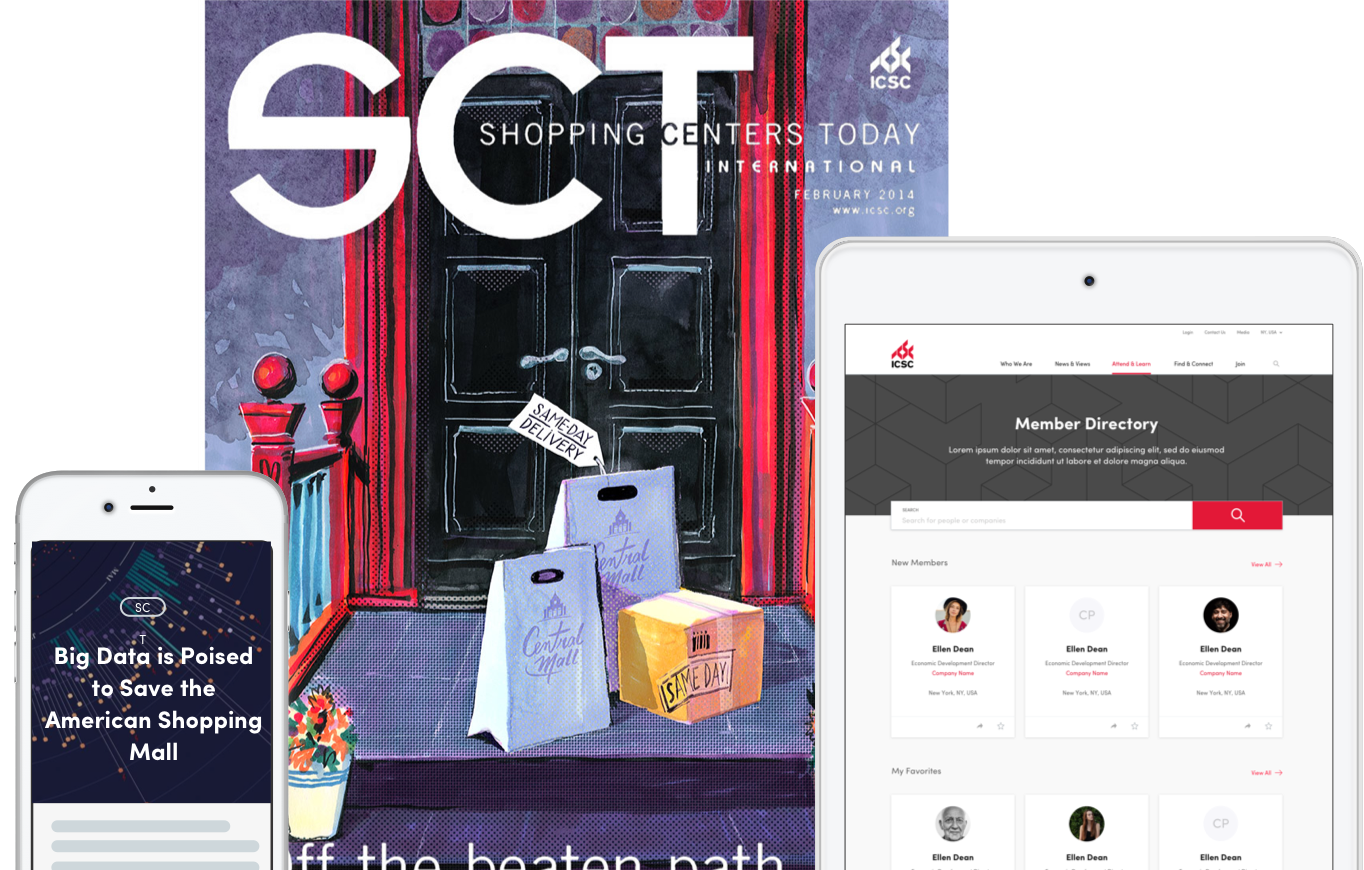 SCT
ICSC
SHOPPING CENTERS TODAY
INTERNATIONAL
FEBRUARY 2014
www.icsc.org
SAME-DAY
DELIVERY
Central
Mall
Central
Mall
SAME DAY
ff the beaten path
SC
T
Big Data is Poised
to Save the
American Shopping
Mall
Login Contact Us Media NY, USA
ICSC
Who We Are News & Views Attend & Learn Find & Connect Join
Member Directory
Lorem ipsum dolor sit amet, consectetur adipiscing elit, sed do eiusmod
tempor incididunt ut labore et dolore magna aliqua.
SEARCH
Search for people or companies
New Members View All
CP
Ellen Dean Ellen Dean Ellen Dean
Economic Development Director Economic Development Director Economic Development Director
Company Name Company Name Company Name
New York, NY, USA New York, NY, USA New York, NY, USA
My Favorites View All
CP
Ellen Dean Ellen Dean Ellen Dean